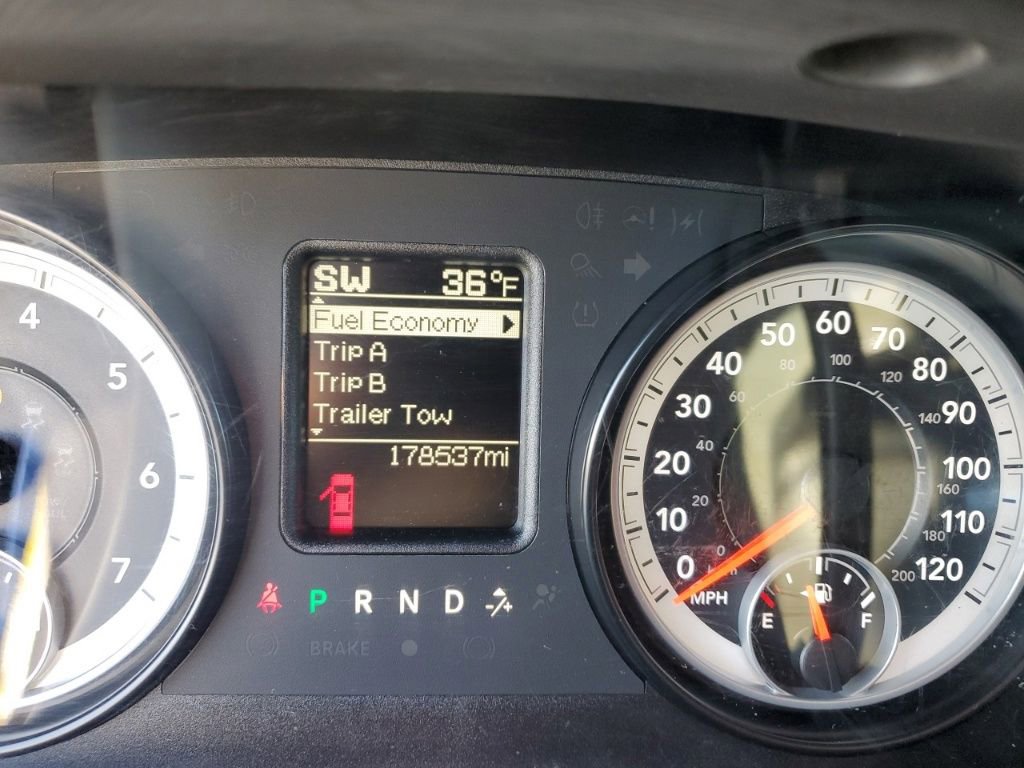 SW 36°F
Fuel Economy
Trip A
Trip B
Trailer Tow
178537mi
P R N D -/+
BRAKE
4
5
6
7
0
10
20
30
40
50
60
70
80
90
100
110
120
MPH
0
20
40
60
80
100
120
140
160
180
200
E F